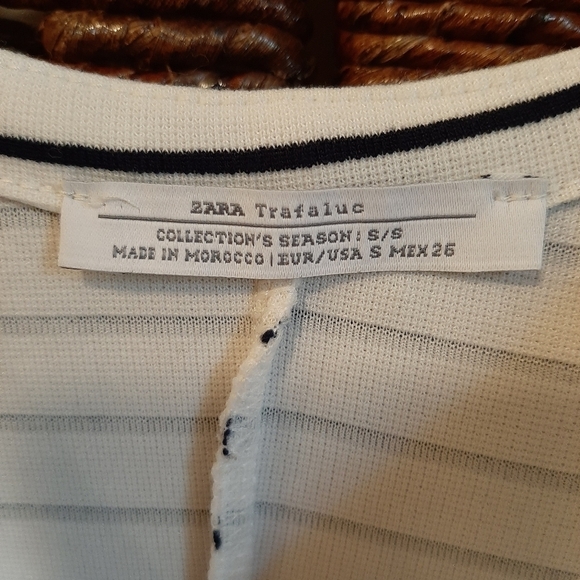 ZARA Trafaluc
COLLECTION'S SEASON: S/S
MADE IN MOROCCO | EUR/USA S MEX 26